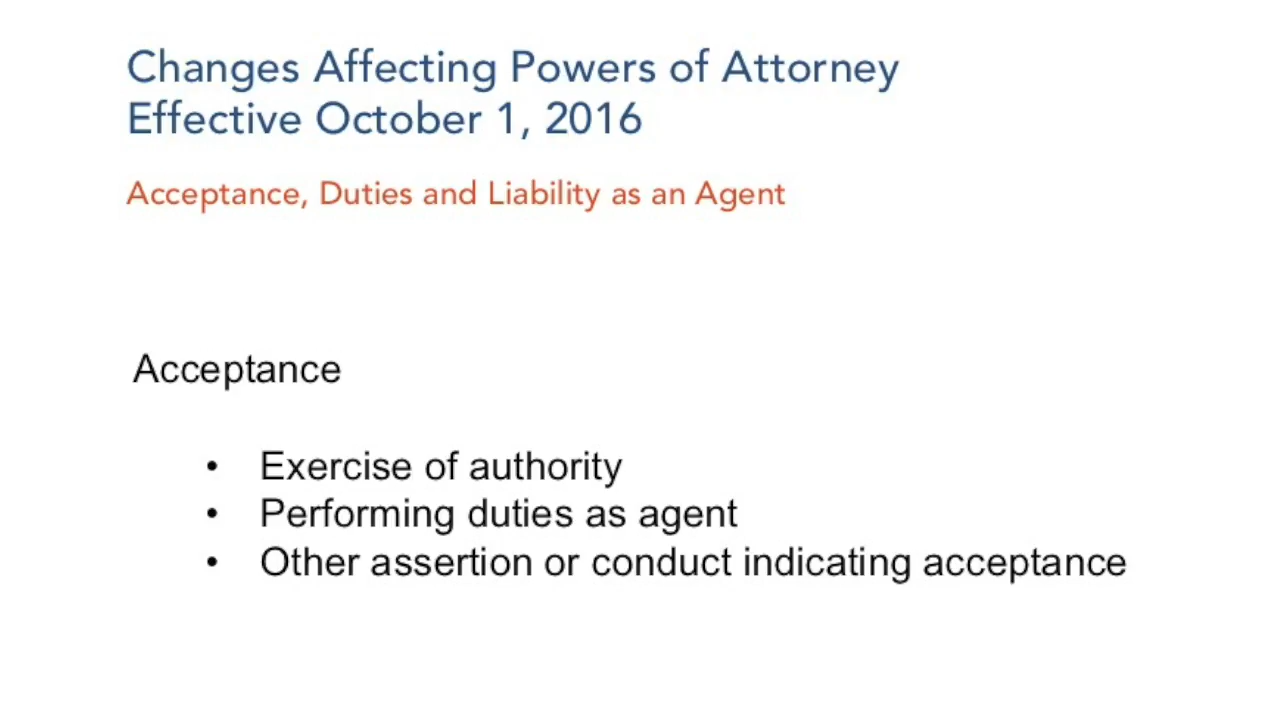 Changes Affecting Powers of Attorney
Effective October 1, 2016
Acceptance, Duties and Liability as an Agent
Acceptance
• Exercise of authority
• Performing duties as agent
• Other assertion or conduct indicating acceptance